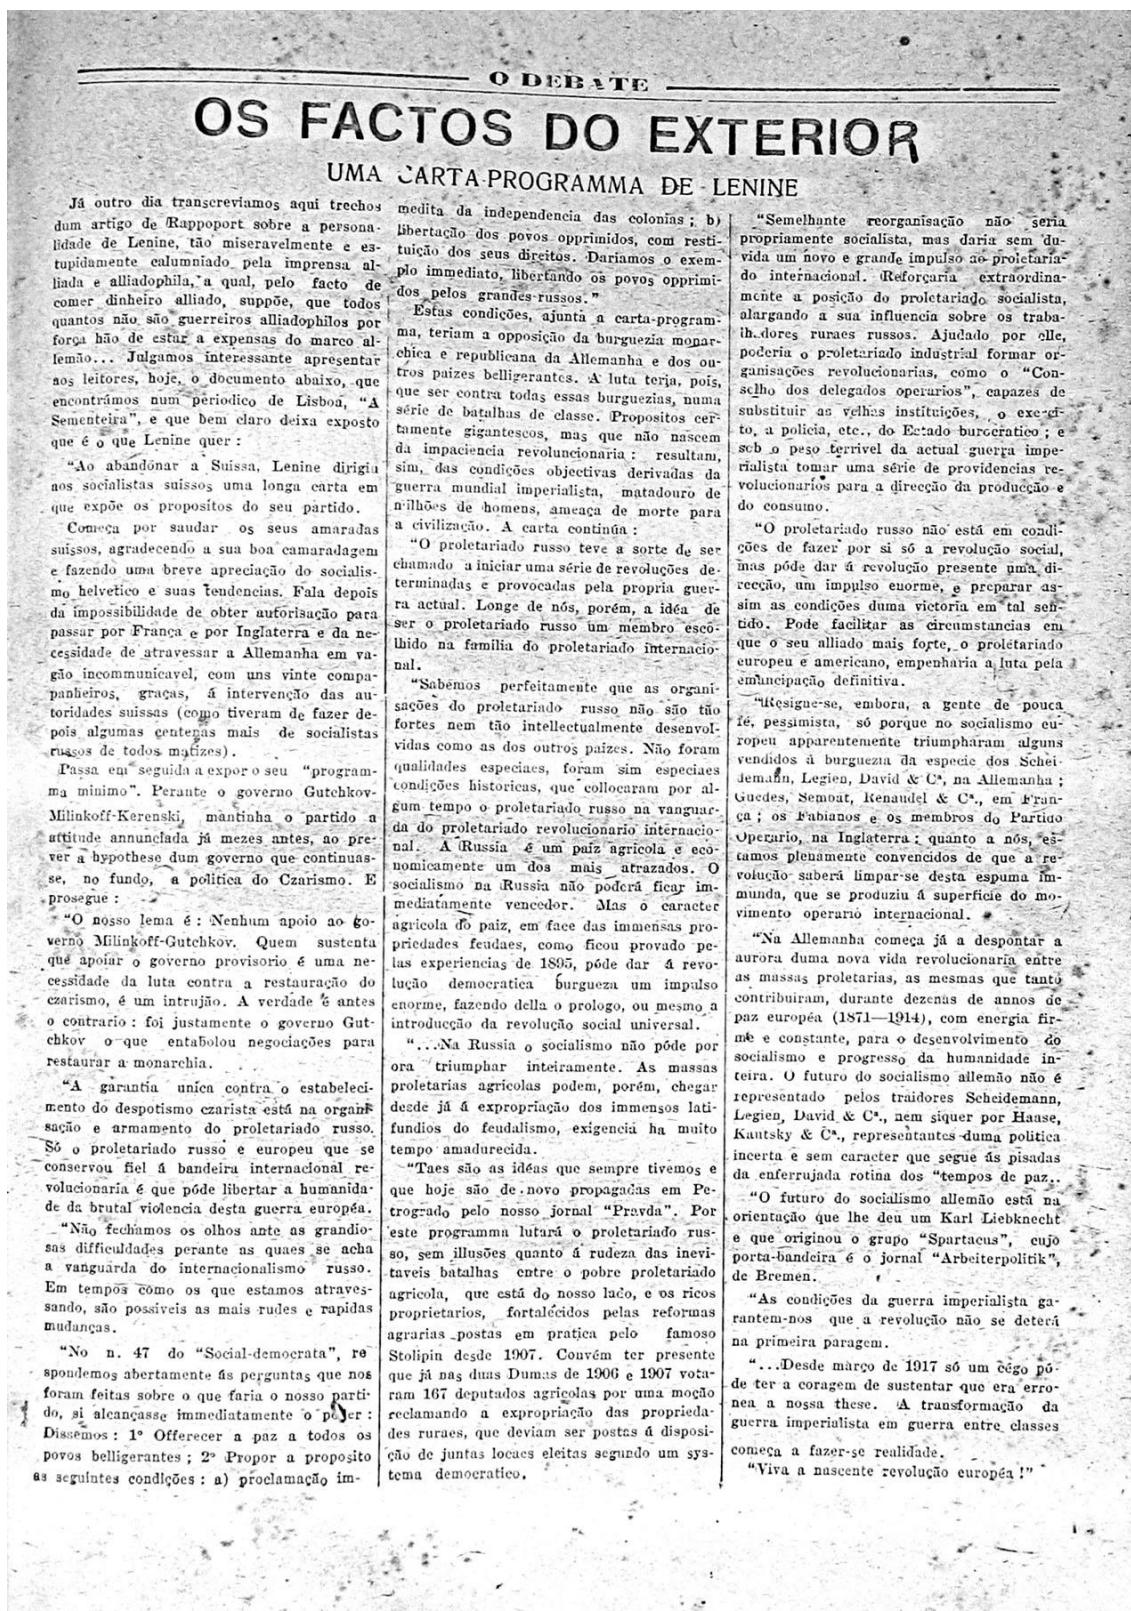 O DEBATE
OS FACTOS DO EXTERIOR
UMA CARTA-PROGRAMMA DE LENINE
Já outro dia transcreviamos aqui trechos
dum artigo de Rappoport sobre a persona-
lidade de Lenine, tão miseravelmente e es-
tupidamente calumniado pela imprensa al-
liada e alliadophila, a qual, pelo facto de
comer dinheiro alliado, suppõe, que todos
quantos não são guerreiros alliadophilos por
força hão de estar a expensas do marco al-
lemão... Julgamos interessante apresentar
aos leitores, hoje, o documento abaixo, que
encontrámos num periodico de Lisboa, "A
Sementeira", e que bem claro deixa exposto
que é o que Lenine quer :
"Ao abandonar a Suissa, Lenine dirigiu
aos socialistas suissos uma longa carta em
que expõe os propositos do seu partido.
Começa por saudar os seus amaradas
suissos, agradecendo a sua boa camaradagem
e fazendo uma breve apreciação do socialis-
mo helvetico e suas tendencias. Fala depois
da impossibilidade de obter autorisação para
passar por França e por Inglaterra e da ne-
cessidade de atravessar a Allemanha em va-
gão incommunicavel, com uns vinte compa-
panheiros, graças, á intervenção das au-
toridades suissas (como tiveram de fazer de-
pois algumas centenas mais de socialistas
russos de todos matizes).
Passa em seguida a expor o seu "program-
ma minimo". Perante o governo Gutchkov-
Milinkoff-Kerenski, mantinha o partido a
attitude annunciada já mezes antes, ao pre-
ver a hypothese dum governo que continuas-
se, no fundo, a politica do Czarismo. E
prosegue :
"O nosso lema é : Nenhum apoio ao go-
verno Milinkoff-Gutchkov. Quem sustenta
que apoiar o governo provisorio é uma ne-
cessidade da luta contra a restauração do
czarismo, é um intrujão. A verdade é antes
o contrario : foi justamente o governo Gut-
chkov o que entabolou negociações para
restaurar a monarchia.
"A garantia unica contra o estabeleci-
mento do despotismo czarista está na organi-
sação e armamento do proletariado russo.
Só o proletariado russo e europeu que se
conservou fiel á bandeira internacional re-
volucionaria é que póde libertar a humanida-
de da brutal violencia desta guerra européa.
"Não fechamos os olhos ante as grandio-
sas difficuldades perante as quaes se acha
a vanguarda do internacionalismo russo.
Em tempos como os que estamos atraves-
sando, são possiveis as mais rudes e rapidas
mudanças.
"No n. 47 do "Social-democrata", re
spondemos abertamente ás perguntas que nos
foram feitas sobre o que faria o nosso parti-
do, si alcançasse immediatamente o poder :
Dissemos : 1º Offerecer a paz a todos os
povos belligerantes ; 2º Propor a proposito
as seguintes condições : a) proclamação im-
medita da independencia das colonias ; b)
libertação dos povos opprimidos, com resti-
tuição dos seus direitos. Dariamos o exem-
plo immediato, libertando os povos opprimi-
dos pelos grandes-russos."
Estas condições, ajunta a carta-program-
ma, teriam a opposição da burguezia monar-
chica e republicana da Allemanha e dos ou-
tros paizes belligerantes. A luta teria, pois,
que ser contra todas essas burguezias, numa
série de batalhas de classe. Propositos cer-
tamente gigantescos, mas que não nascem
da impaciencia revoluncionaria : resultam,
sim, das condições objectivas derivadas da
guerra mundial imperialista, matadouro de
milhões de homens, ameaça de morte para
a civilização. A carta continúa :
"O proletariado russo teve a sorte de ser
chamado a iniciar uma série de revoluções de-
terminadas e provocadas pela propria guer-
ra actual. Longe de nós, porém, a idéa de
ser o proletariado russo um membro esco-
lhido na familia do proletariado internacio-
nal.
"Sabemos perfeitamente que as organi-
sações do proletariado russo não são tão
fortes nem tão intellectualmente desenvol-
vidas como as dos outros paizes. Não foram
qualidades especiaes, foram sim especiaes
condições historicas, que collocaram por al-
gum tempo o proletariado russo na vanguar-
da do proletariado revolucionario internacio-
nal. A Russia é um paiz agricola e eco-
nomicamente um dos mais atrazados. O
socialismo na Russia não poderá ficar im-
mediatamente vencedor. Mas o caracter
agricola do paiz, em face das immensas pro-
priedades feudaes, como ficou provado pe-
las experiencias de 1895, póde dar á revo-
lução democratica burgueza um impulso
enorme, fazendo della o prologo, ou mesmo a
introducção da revolução social universal.
"...Na Russia o socialismo não póde por
ora triumphar inteiramente. As massas
proletarias agricolas podem, porém, chegar
desde já á expropriação dos immensos lati-
fundios do feudalismo, exigencia ha muito
tempo amadurecida.
"Taes são as idéas que sempre tivemos e
que hoje são de novo propagadas em Pe-
trogrado pelo nosso jornal "Pravda". Por
este programma lutará o proletariado rus-
so, sem illusões quanto á rudeza das inevi-
taveis batalhas entre o pobre proletariado
agricola, que está do nosso lado, e os ricos
proprietarios, fortalécidos pelas reformas
agrarias postas em pratica pelo famoso
Stolipin desde 1907. Convém ter presente
que já nas duas Dumas de 1906 e 1907 vota-
ram 167 deputados agricolas por uma moção
reclamando a expropriação das proprieda-
des ruraes, que deviam ser postas á disposi-
ção de juntas locaes eleitas segundo um sys-
tema democratico.
"Semelhante reorganisação não seria
propriamente socialista, mas daria sem du-
vida um novo e grande impulso ao proletaria-
do internacional. Reforçaria extraordina-
mente a posição do proletariado socialista,
alargando a sua influencia sobre os traba-
lhadores ruraes russos. Ajudado por elle,
poderia o proletariado industrial formar or-
ganisações revolucionarias, como o "Con-
selho dos delegados operarios", capazes de
substituir as velhas instituições, o exerci-
to, a policia, etc., do Estado burocratico ; e
sob o peso terrivel da actual guerra impe-
rialista tomar uma série de providencias re-
volucionarios para a direcção da producção e
do consumo.
"O proletariado russo não está em condi-
ções de fazer por si só a revolução social,
mas póde dar á revolução presente uma di-
recção, um impulso enorme, e preparar as-
sim as condições duma victoria em tal sen-
tido. Pode facilitar as circumstancias em
que o seu alliado mais forte, o proletariado
europeu e americano, empenharia a luta pela
emancipação definitiva.
"Resigue-se, embora, a gente de pouca
fé, pessimista, só porque no socialismo eu-
ropeu apparentemente triumpharam alguns
vendidos á burguezia da especie dos Schei-
demann, Legien, David & Cª, na Allemanha ;
Guedes, Semoat, Renaudel & Cª., em Fran-
ça ; os Fabianos e os membros do Partido
Operario, na Inglaterra ; quanto a nós, es-
tamos plenamente convencidos de que a re-
volução saberá limpar-se desta espuma im-
munda, que se produziu á superficie do mo-
vimento operario internacional.
"Na Allemanha começa já a despontar a
aurora duma nova vida revolucionaria entre
as massas proletarias, as mesmas que tanto
contribuiram, durante dezenas de annos de
paz européa (1871—1914), com energia fir-
me e constante, para o desenvolvimento do
socialismo e progresso da humanidade in-
teira. O futuro do socialismo allemão não é
representado pelos traidores Scheidemann,
Legien, David & Cª., nem siquer por Haase,
Kautsky & Cª., representantes duma politica
incerta e sem caracter que segue ás pisadas
da enferrujada rotina dos "tempos de paz..
"O futuro do socialismo allemão está na
orientação que lhe deu um Karl Liebknecht
e que originou o grupo "Spartacus", cujo
porta-bandeira é o jornal "Arbeiterpolitik",
de Bremen.
"As condições da guerra imperialista ga-
rantem-nos que a revolução não se deterá
na primeira paragem.
"...Desde março de 1917 só um cégo pó-
de ter a coragem de sustentar que era erro-
nea a nossa these. A transformação da
guerra imperialista em guerra entre classes
começa a fazer-se realidade.
"Viva a nascente revolução européa !"